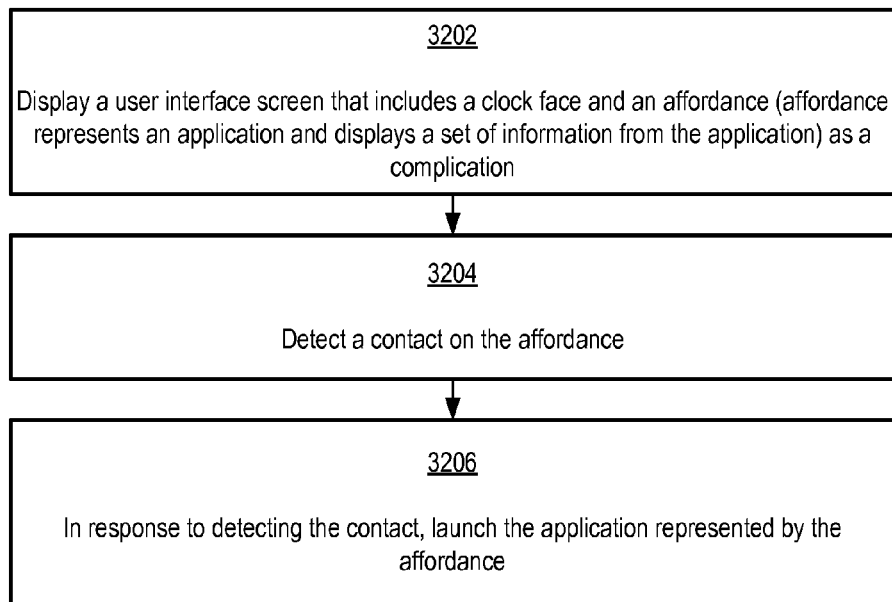 3202
Display a user interface screen that includes a clock face and an affordance (affordance
represents an application and displays a set of information from the application) as a
complication
3204
Detect a contact on the affordance
3206
In response to detecting the contact, launch the application represented by the
affordance